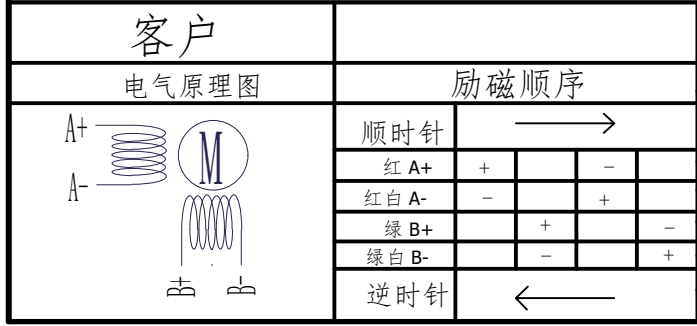 客户
电气原理图 励磁顺序
顺时针
A+
A-
M
B+ B-
红 A+ + −
红白 A- − +
绿 B+ + −
绿白 B- − +
逆时针